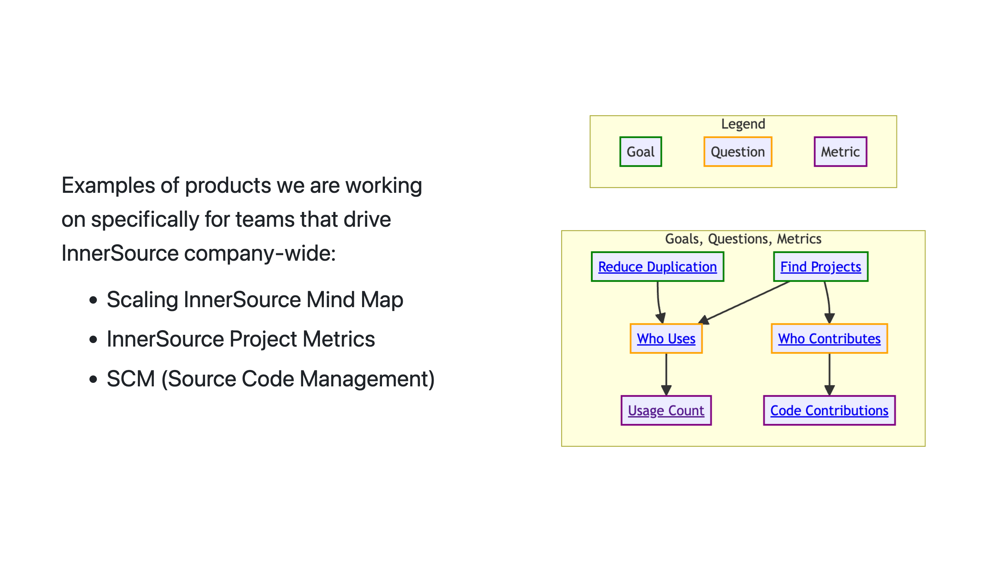 Examples of products we are working
on specifically for teams that drive
InnerSource company-wide:
• Scaling InnerSource Mind Map
• InnerSource Project Metrics
• SCM (Source Code Management)
Legend
Goal
Question
Metric
Goals, Questions, Metrics
Reduce Duplication
Find Projects
Who Uses
Who Contributes
Usage Count
Code Contributions